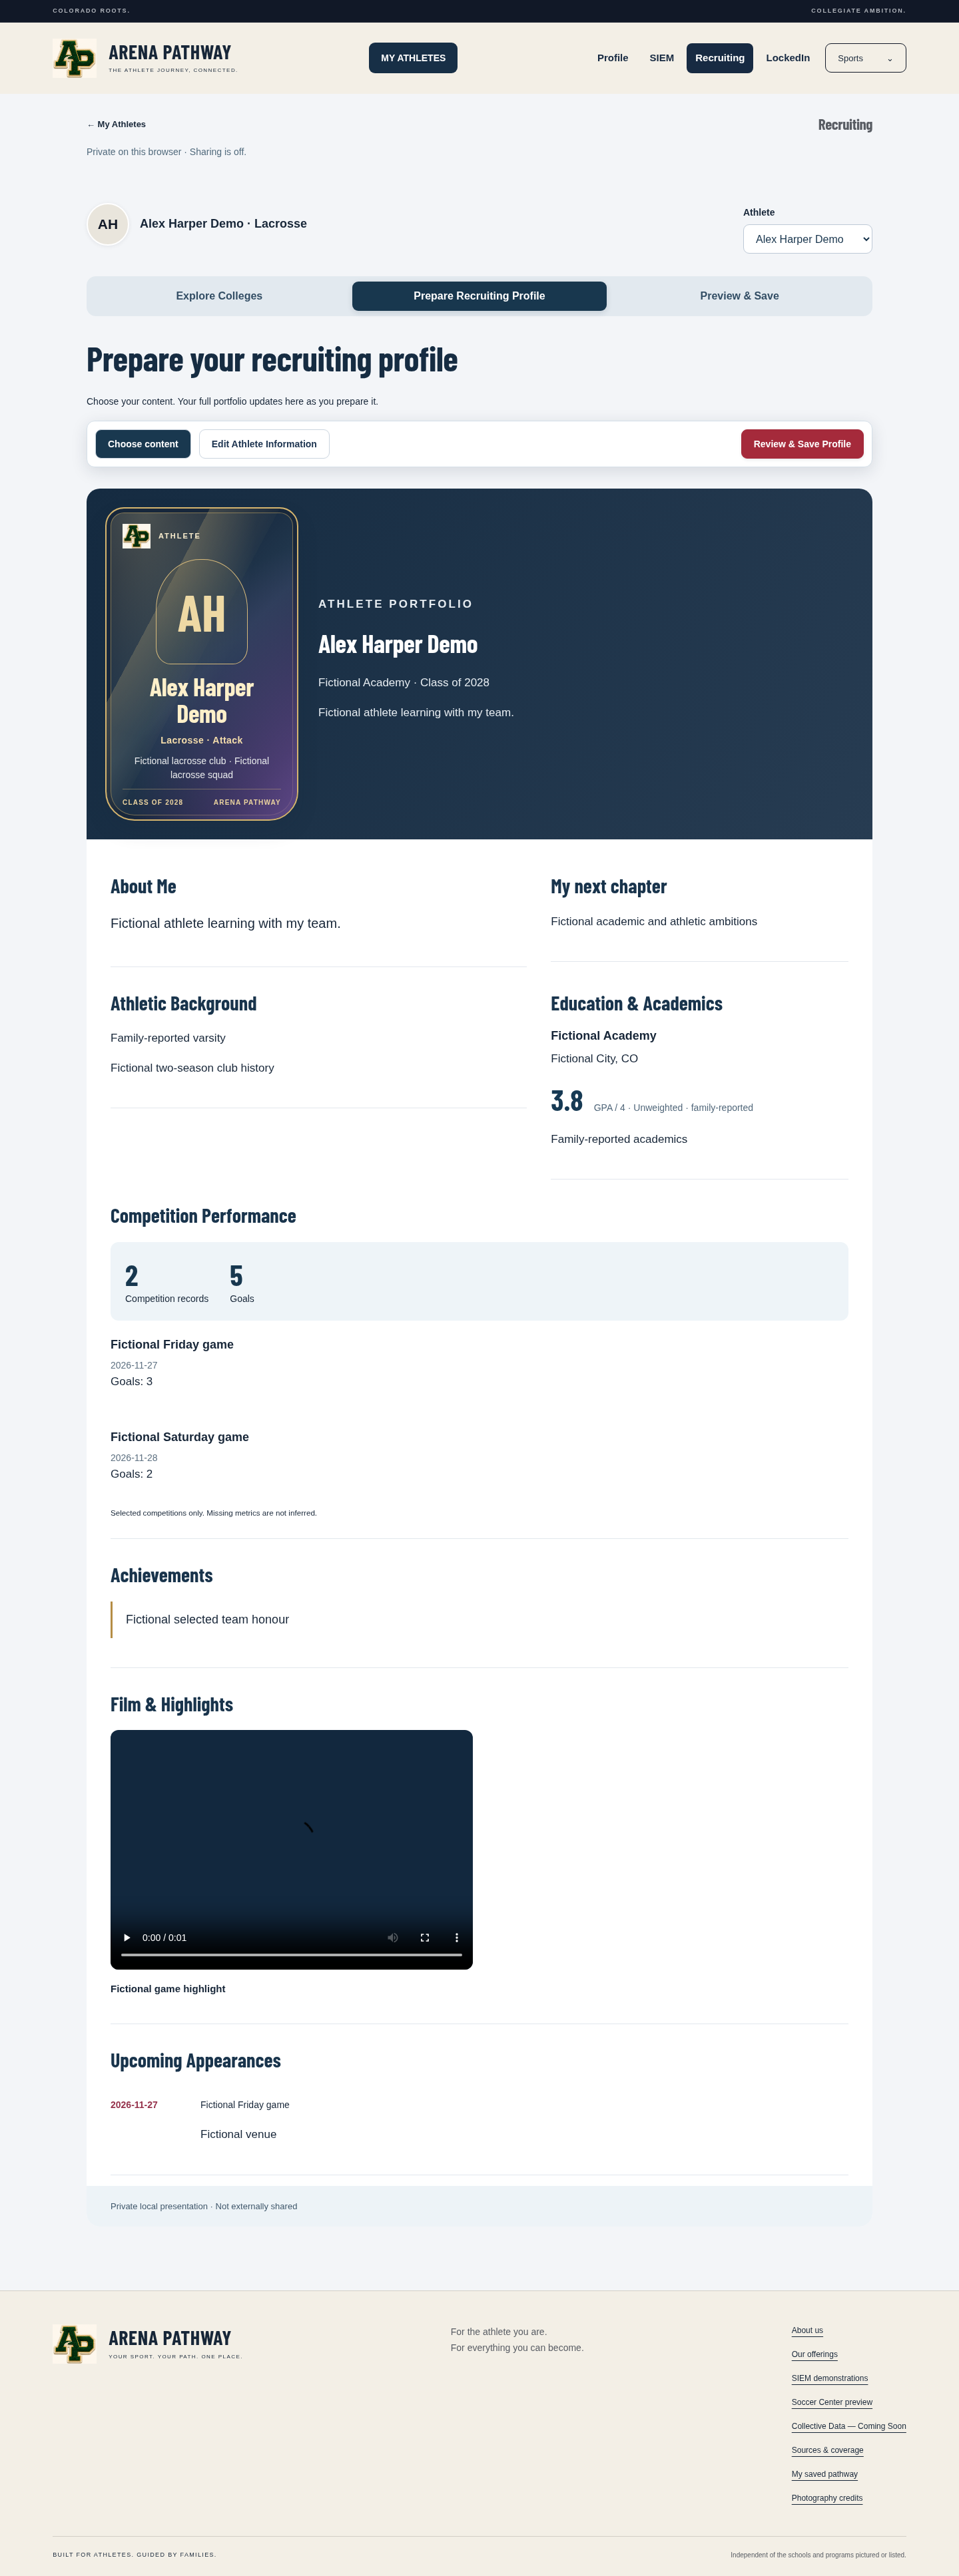 COLORADO ROOTS.
COLLEGIATE AMBITION.
AP
ARENA PATHWAY
THE ATHLETE JOURNEY, CONNECTED.
MY ATHLETES
Profile
SIEM
Recruiting
LockedIn
Sports
← My Athletes
Recruiting
Private on this browser · Sharing is off.
AH
Alex Harper Demo · Lacrosse
Athlete
Alex Harper Demo
Explore Colleges
Prepare Recruiting Profile
Preview & Save
Prepare your recruiting profile
Choose your content. Your full portfolio updates here as you prepare it.
Choose content
Edit Athlete Information
Review & Save Profile
AP
ATHLETE
AH
Alex Harper
Demo
Lacrosse · Attack
Fictional lacrosse club · Fictional
lacrosse squad
CLASS OF 2028
ARENA PATHWAY
ATHLETE PORTFOLIO
Alex Harper Demo
Fictional Academy · Class of 2028
Fictional athlete learning with my team.
About Me
Fictional athlete learning with my team.
My next chapter
Fictional academic and athletic ambitions
Athletic Background
Family-reported varsity
Fictional two-season club history
Education & Academics
Fictional Academy
Fictional City, CO
3.8 GPA / 4 · Unweighted · family-reported
Family-reported academics
Competition Performance
2
Competition records
5
Goals
Fictional Friday game
2026-11-27
Goals: 3
Fictional Saturday game
2026-11-28
Goals: 2
Selected competitions only. Missing metrics are not inferred.
Achievements
Fictional selected team honour
Film & Highlights
0:00 / 0:01
Fictional game highlight
Upcoming Appearances
2026-11-27
Fictional Friday game
Fictional venue
Private local presentation · Not externally shared
AP
ARENA PATHWAY
YOUR SPORT. YOUR PATH. ONE PLACE.
For the athlete you are.
For everything you can become.
About us
Our offerings
SIEM demonstrations
Soccer Center preview
Collective Data — Coming Soon
Sources & coverage
My saved pathway
Photography credits
BUILT FOR ATHLETES. GUIDED BY FAMILIES.
Independent of the schools and programs pictured or listed.